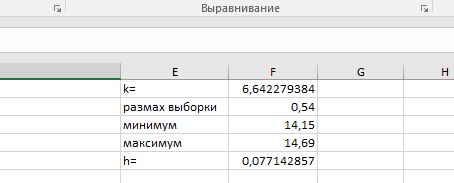 Выравнивание
E F G H
k= 6,642279384
размах выборки 0,54
минимум 14,15
максимум 14,69
h= 0,077142857